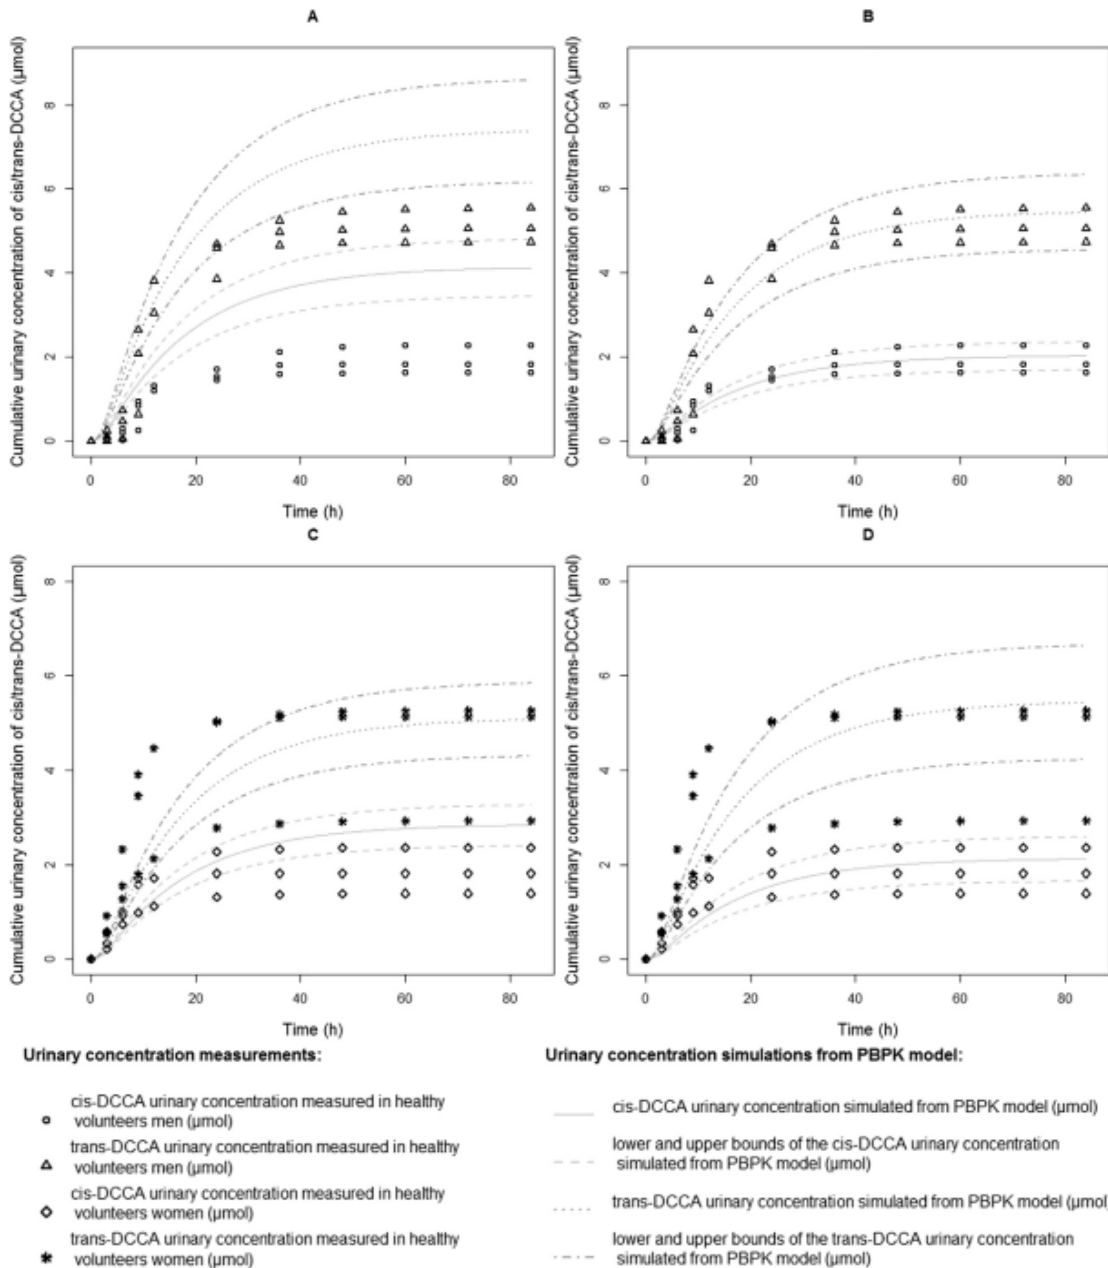 A
B
Cumulative urinary concentration of cis/trans-DCCA (µmol)
8
6
4
2
0
0 20 40 60 80
Time (h)
Cumulative urinary concentration of cis/trans-DCCA (µmol)
8
6
4
2
0
0 20 40 60 80
Time (h)
C
D
Cumulative urinary concentration of cis/trans-DCCA (µmol)
8
6
4
2
0
0 20 40 60 80
Time (h)
Cumulative urinary concentration of cis/trans-DCCA (µmol)
8
6
4
2
0
0 20 40 60 80
Time (h)
Urinary concentration measurements:
cis-DCCA urinary concentration measured in healthy
volunteers men (µmol)
trans-DCCA urinary concentration measured in healthy
volunteers men (µmol)
cis-DCCA urinary concentration measured in healthy
volunteers women (µmol)
trans-DCCA urinary concentration measured in healthy
volunteers women (µmol)
Urinary concentration simulations from PBPK model:
cis-DCCA urinary concentration simulated from PBPK model (µmol)
lower and upper bounds of the cis-DCCA urinary concentration
simulated from PBPK model (µmol)
trans-DCCA urinary concentration simulated from PBPK model (µmol)
lower and upper bounds of the trans-DCCA urinary concentration
simulated from PBPK model (µmol)